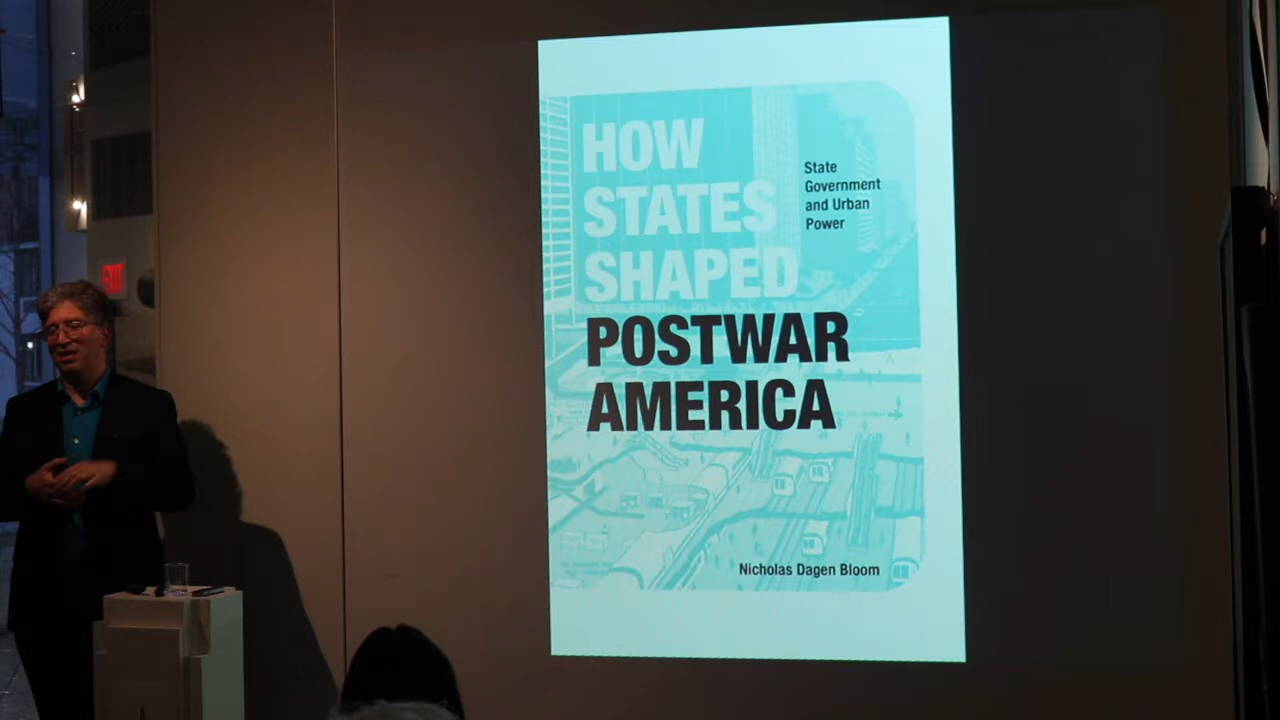 EXIT
HOW
STATES
SHAPED
POSTWAR
AMERICA
State
Government
and Urban
Power
Nicholas Dagen Bloom